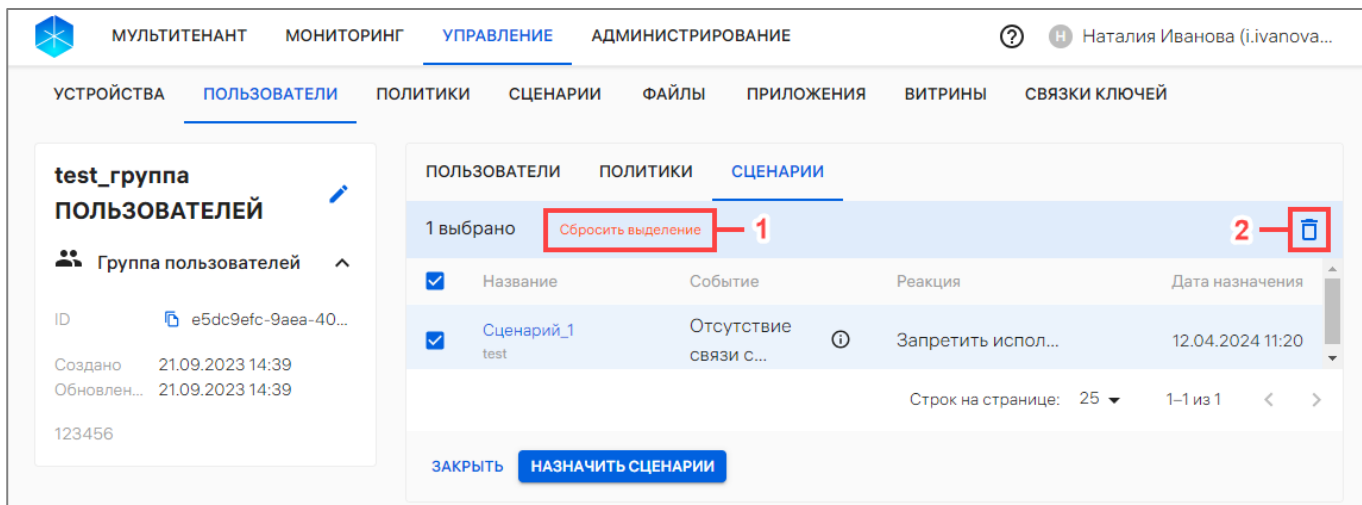 МУЛЬТИТЕНАНТ МОНИТОРИНГ УПРАВЛЕНИЕ АДМИНИСТРИРОВАНИЕ ? Н Наталия Иванова (i.ivanova...
УСТРОЙСТВА ПОЛЬЗОВАТЕЛИ ПОЛИТИКИ СЦЕНАРИИ ФАЙЛЫ ПРИЛОЖЕНИЯ ВИТРИНЫ СВЯЗКИ КЛЮЧЕЙ
test_группа
ПОЛЬЗОВАТЕЛЕЙ
Группа пользователей
ID e5dc9efc-9aea-40...
Создано 21.09.2023 14:39
Обновлен... 21.09.2023 14:39
123456
ПОЛЬЗОВАТЕЛИ ПОЛИТИКИ СЦЕНАРИИ
1 выбрано Сбросить выделение 1 2
Название Событие Реакция Дата назначения
Сценарий_1 Отсутствие Запретить испол... 12.04.2024 11:20
test связи с...
Строк на странице: 25 1–1 из 1
ЗАКРЫТЬ НАЗНАЧИТЬ СЦЕНАРИИ